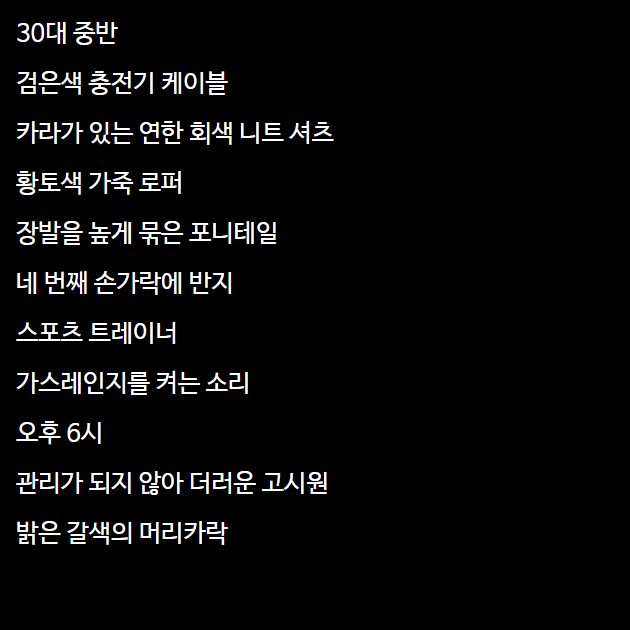 30대 중반
검은색 충전기 케이블
카라가 있는 연한 회색 니트 셔츠
황토색 가죽 로퍼
장발을 높게 묶은 포니테일
네 번째 손가락에 반지
스포츠 트레이너
가스레인지를 켜는 소리
오후 6시
관리가 되지 않아 더러운 고시원
밝은 갈색의 머리카락